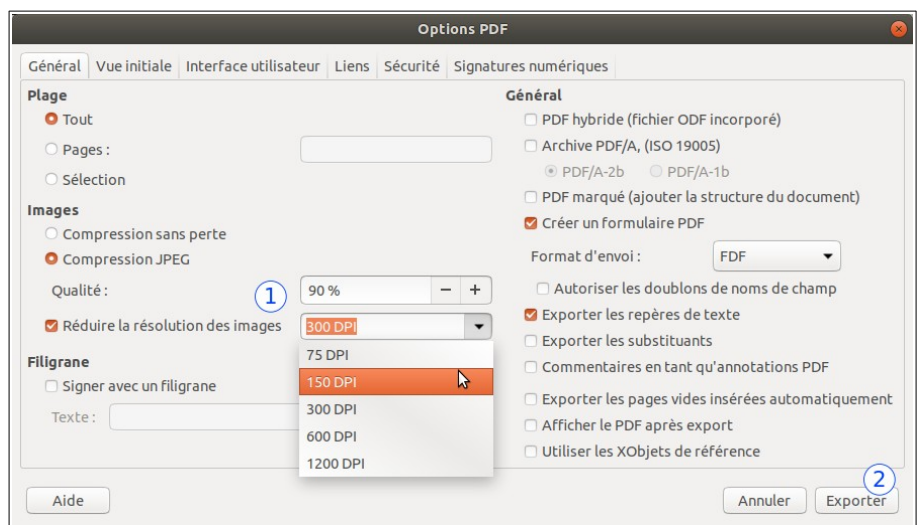 Options PDF
Général Vue initiale Interface utilisateur Liens Sécurité Signatures numériques
Plage
Tout
Pages :
Sélection
Images
Compression sans perte
Compression JPEG
Qualité :
1
90 %
− +
Réduire la résolution des images
300 DPI
75 DPI
150 DPI
300 DPI
600 DPI
1200 DPI
Filigrane
Signer avec un filigrane
Texte :
Général
PDF hybride (fichier ODF incorporé)
Archive PDF/A, (ISO 19005)
PDF/A-2b PDF/A-1b
PDF marqué (ajouter la structure du document)
Créer un formulaire PDF
Format d'envoi : FDF
Autoriser les doublons de noms de champ
Exporter les repères de texte
Exporter les substituants
Commentaires en tant qu'annotations PDF
Exporter les pages vides insérées automatiquement
Afficher le PDF après export
Utiliser les XObjets de référence
2
Aide Annuler Exporter